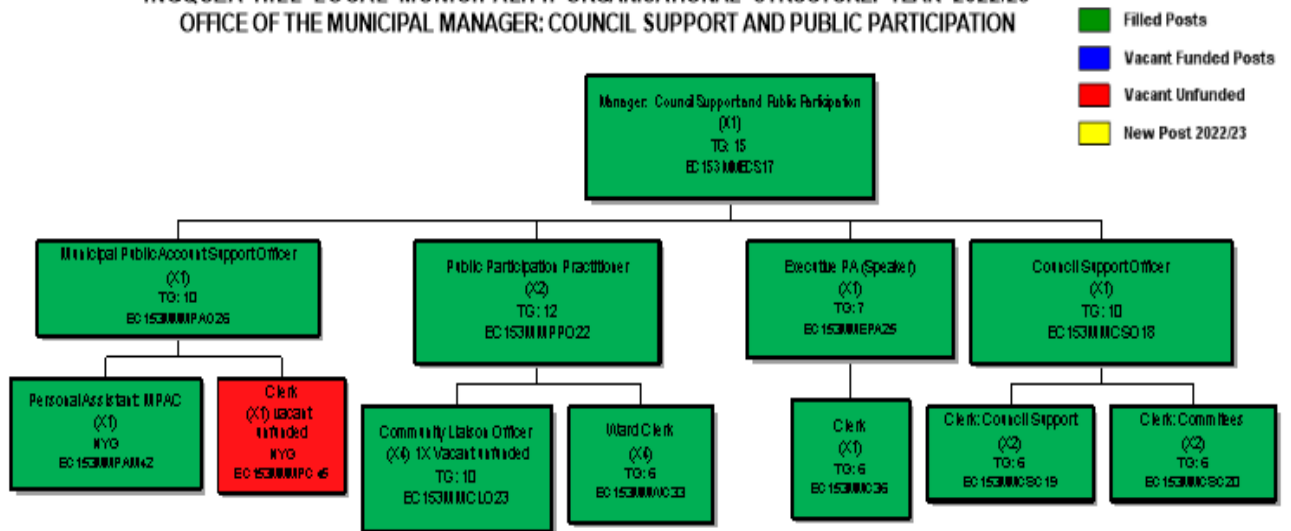 OFFICE OF THE MUNICIPAL MANAGER: COUNCIL SUPPORT AND PUBLIC PARTICIPATION
Filled Posts
Vacant Funded Posts
Vacant Unfunded
New Post 2022/23
Manager: Council Support and Public Participation
(X1)
TG: 15
Municipal Public Account Support Officer
(X1)
TG: 10
Public Participation Practitioner
(X2)
TG: 12
EC153MMPPO22
Executive PA (Speaker)
(X1)
TG: 7
EC153MMEPA25
Council Support Officer
(X1)
TG: 10
EC153MMCSO18
Personal Assistant: MPAC
(X1)
NYG
Clerk
(X1) vacant
unfunded
NYG
Community Liaison Officer
1X Vacant unfunded
TG: 10
EC153MMCLO23
Ward Clerk
TG: 6
Clerk
(X1)
TG: 6
EC153MMC36
Clerk: Council Support
(X2)
TG: 6
EC153MMCSC19
Clerk: Committees
(X2)
TG: 6
EC153MMCSC20